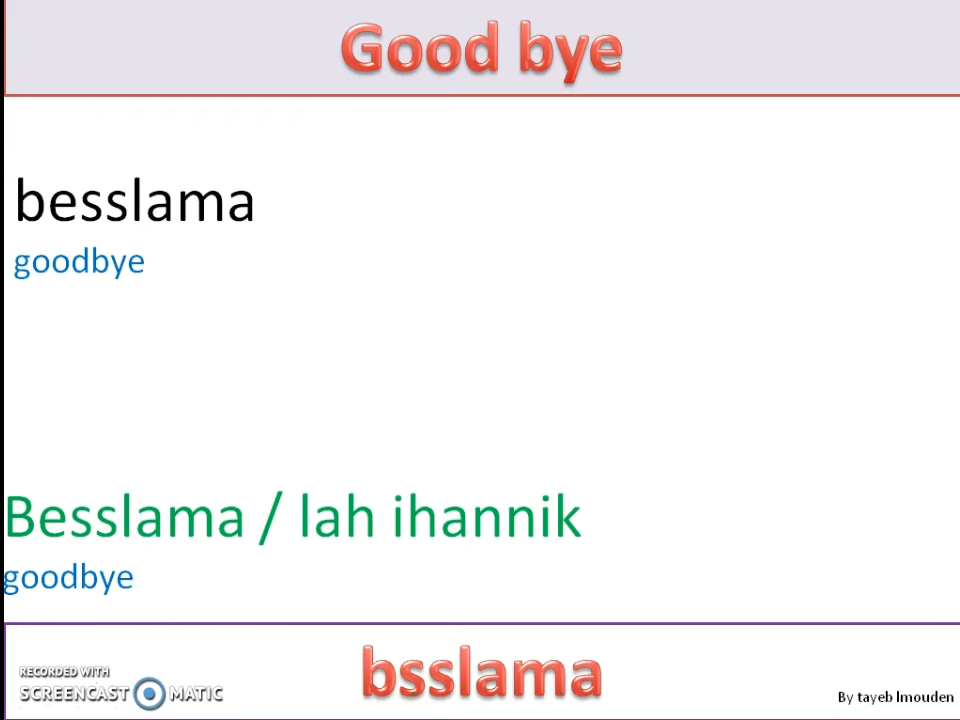 Good bye
besslama
goodbye
Besslama / lah ihannik
goodbye
bsslama
RECORDED WITH
SCREENCAST MATIC
By tayeb lmouden